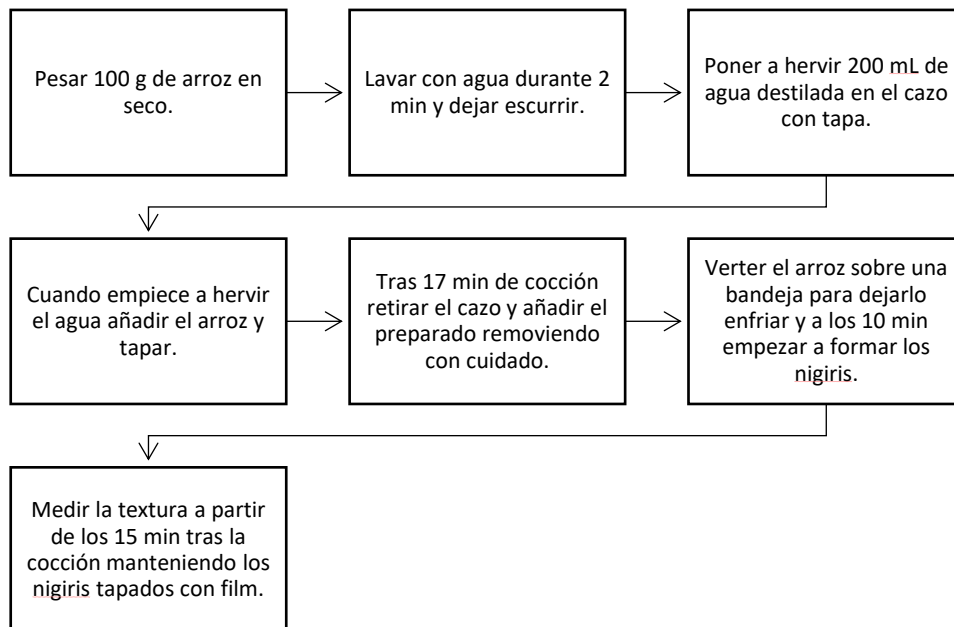 Pesar 100 g de arroz en
seco.
Lavar con agua durante 2
min y dejar escurrir.
Poner a hervir 200 mL de
agua destilada en el cazo
con tapa.
Cuando empiece a hervir
el agua añadir el arroz y
tapar.
Tras 17 min de cocción
retirar el cazo y añadir el
preparado removiendo
con cuidado.
Verter el arroz sobre una
bandeja para dejarlo
enfriar y a los 10 min
empezar a formar los
nigiris.
Medir la textura a partir
de los 15 min tras la
cocción manteniendo los
nigiris tapados con film.